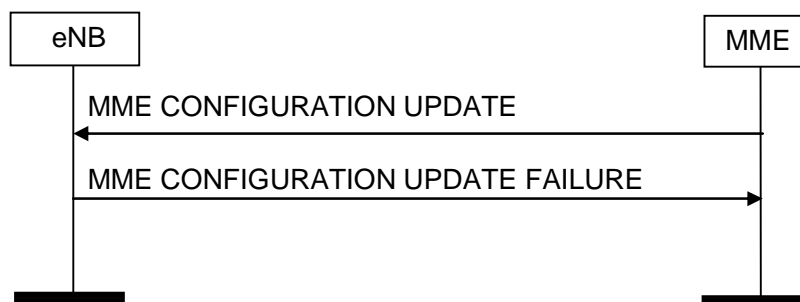 eNB
MME
MME CONFIGURATION UPDATE
MME CONFIGURATION UPDATE FAILURE